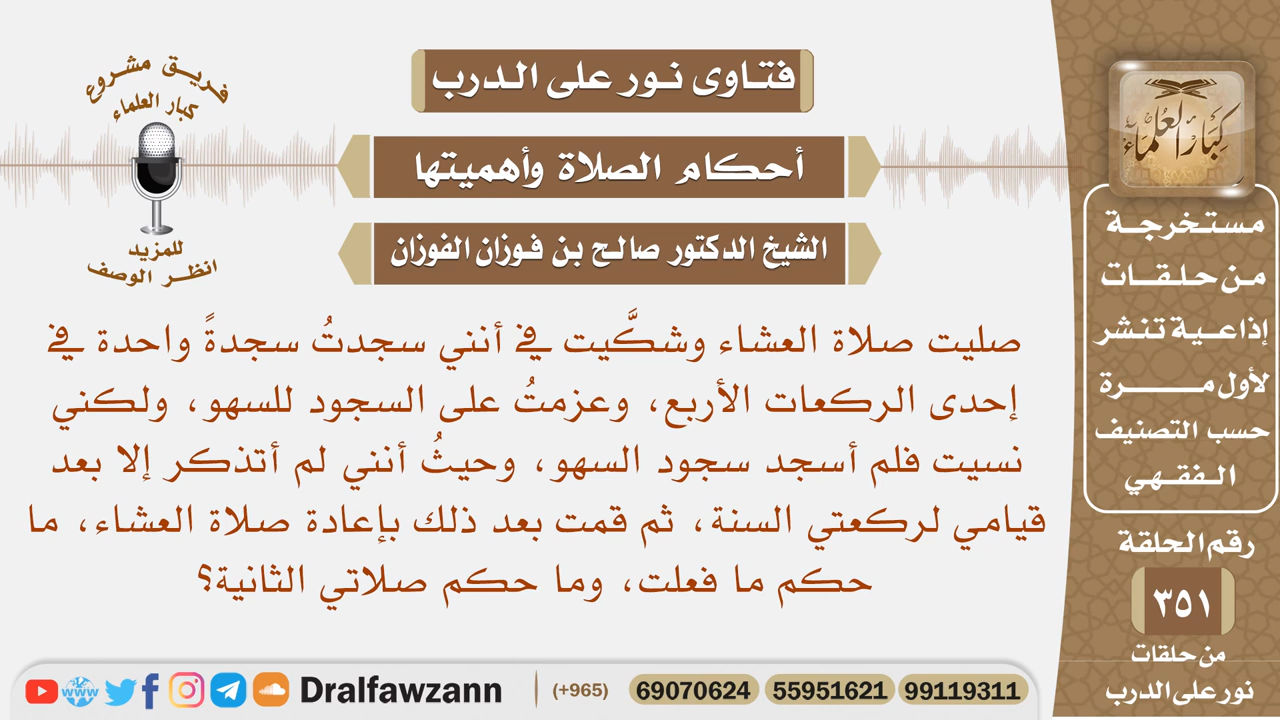 فتاوى نور على الدرب
أحكام الصلاة وأهميتها
الشيخ الدكتور صالح بن فوزان الفوزان
صليت صلاة العشاء وشكَّيت في أنني سجدتُ سجدةً واحدة في
إحدى الركعات الأربع، وعزمتُ على السجود للسهو، ولكني
نسيت فلم أسجد سجود السهو، وحيثُ أنني لم أتذكر إلا بعد
قيامي لركعتي السنة، ثم قمت بعد ذلك بإعادة صلاة العشاء، ما
حكم ما فعلت، وما حكم صلاتي الثانية؟
كبار العلماء
مستخرجة
من حلقات
إذاعية تنشر
لأول مرة
حسب التصنيف
الفقهي
رقم الحلقة
٣٥١
من حلقات
نور على الدرب
فريق مشروع
كبار العلماء
للمزيد
انظر الوصف
www
Dralfawzann
(+965) 69070624 55951621 99119311